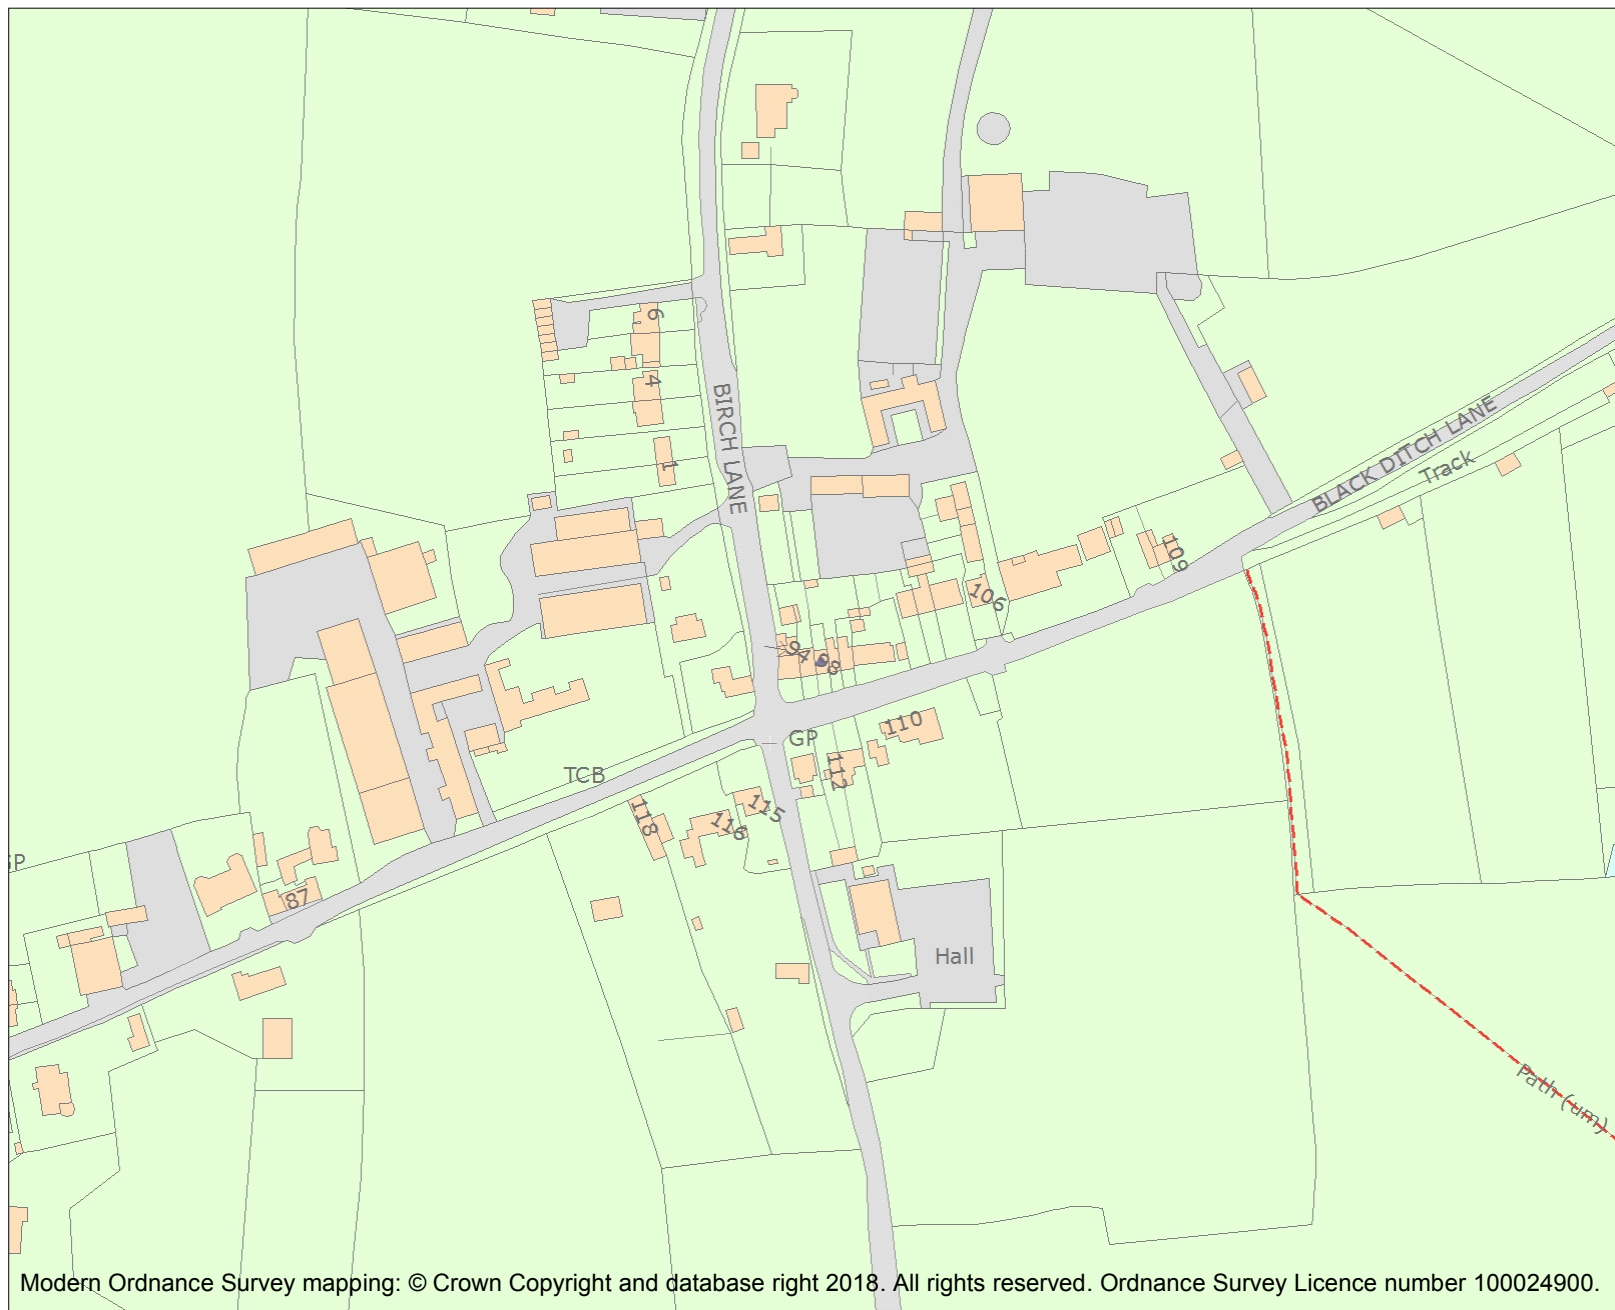 6
4
BIRCH LANE
1
BLACK DITCH LANE
Track
109
106
94
98
110
GP
112
TCB
115
116
118
GP
87
Hall
Path (um)
Modern Ordnance Survey mapping: © Crown Copyright and database right 2018. All rights reserved. Ordnance Survey Licence number 100024900.